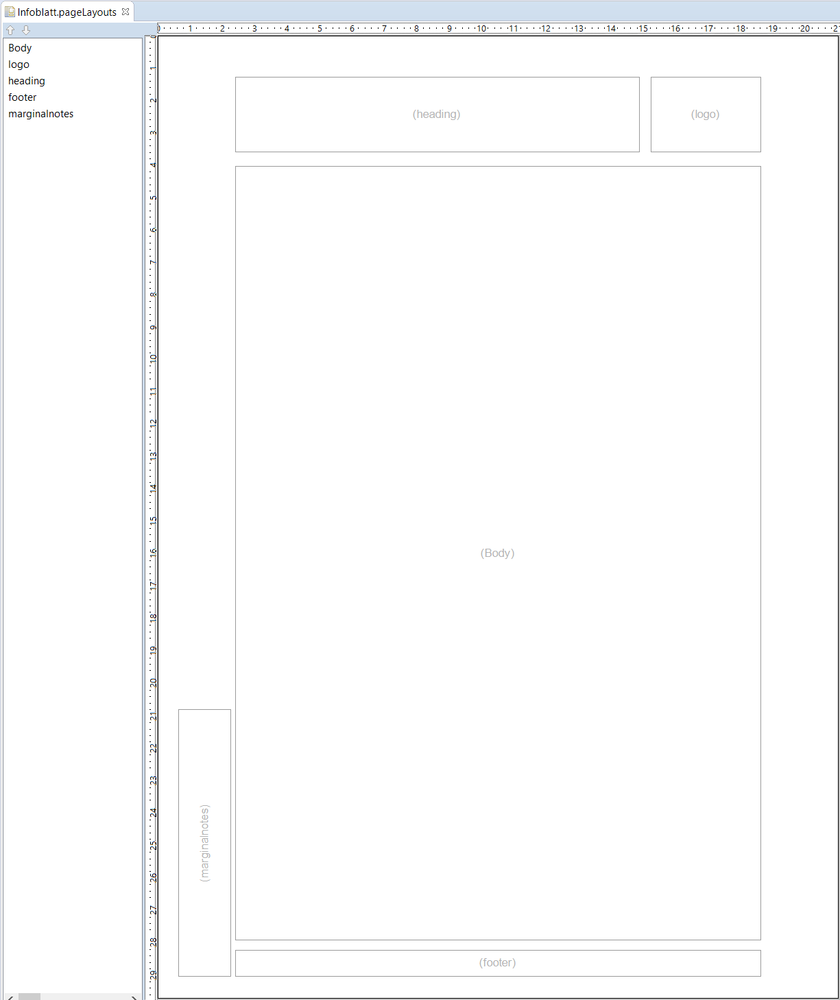 Infoblatt.pageLayouts
Body
logo
heading
footer
marginalnotes
0 1 2 3 4 5 6 7 8 9 10 11 12 13 14 15 16 17 18 19 20
1
2
3
4
5
6
7
8
9
10
11
12
13
14
15
16
17
18
19
20
21
22
23
24
25
26
27
28
29
(heading) (logo)
(Body)
(marginalnotes)
(footer)